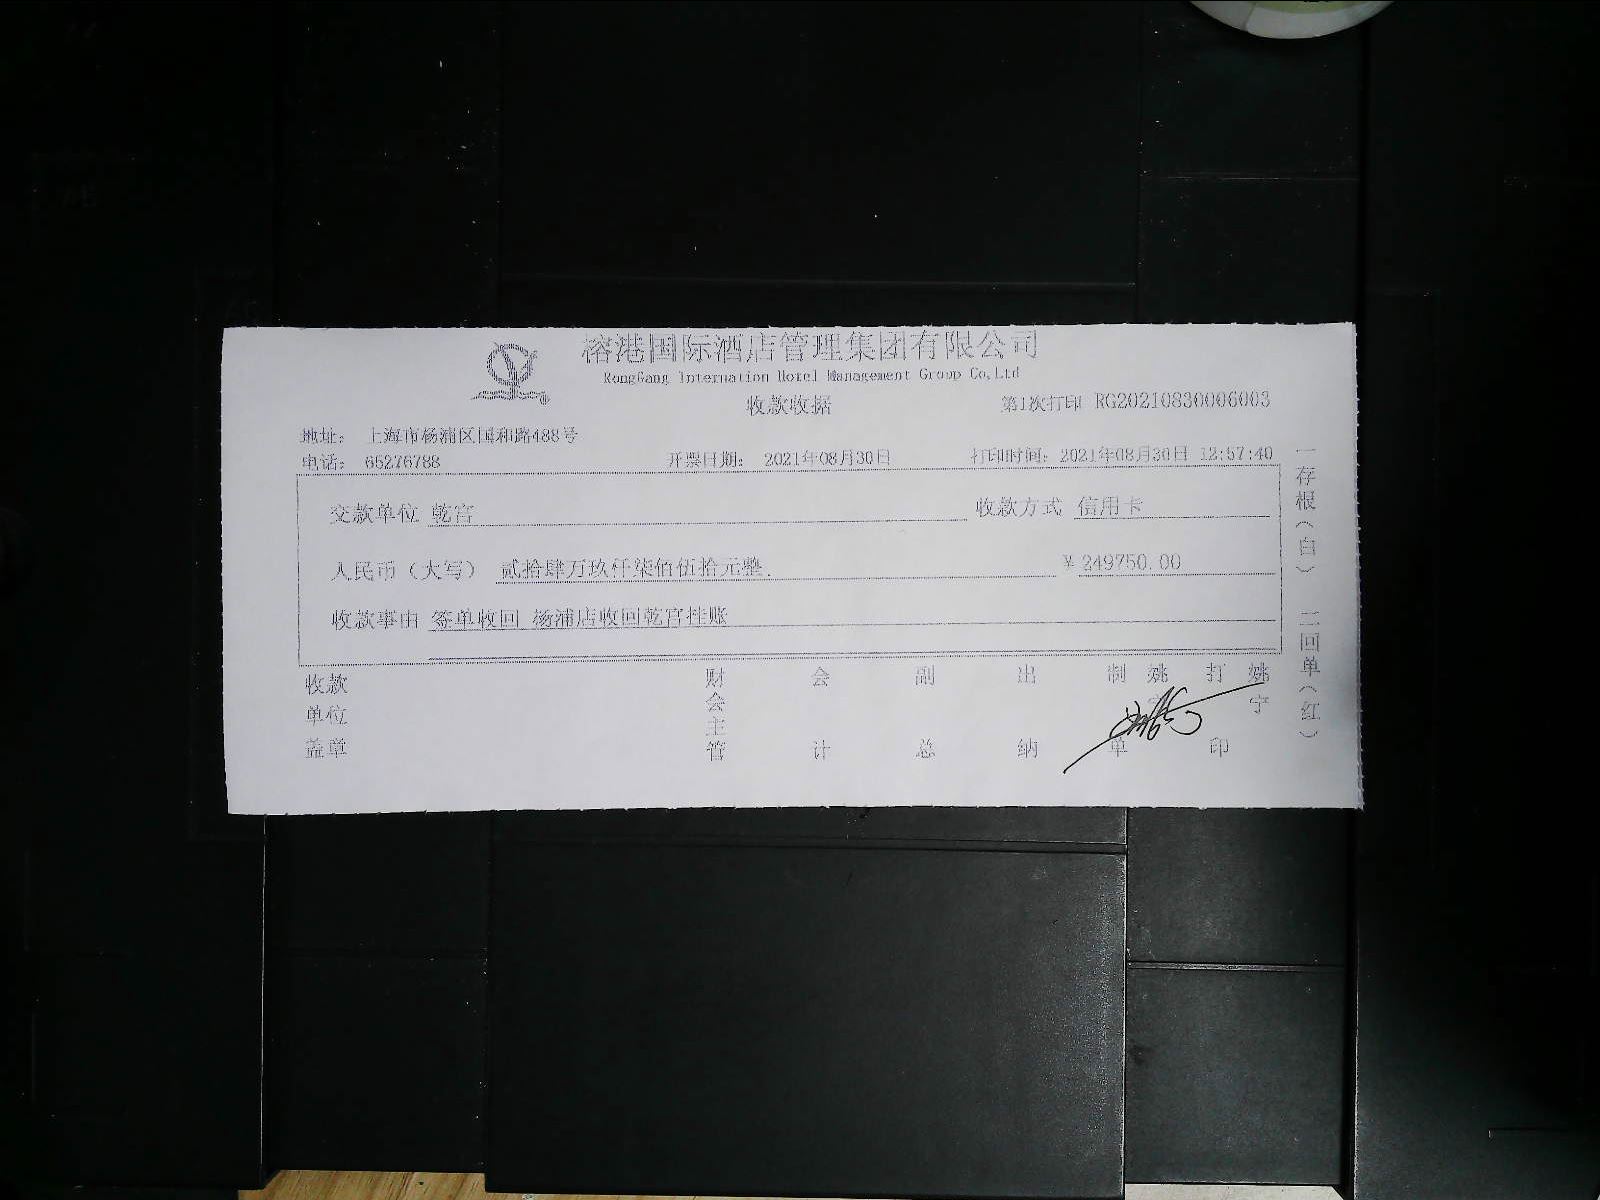 榕港国际酒店管理集团有限公司
RongGang Internation Hotel Management Group Co,Ltd
收款收据
第1次打印 RG20210830006003
地址： 上海市杨浦区国和路488号
电话： 65276788 开票日期： 2021年08月30日 打印时间：2021年08月30日 12:57:40
交款单位 乾宫 收款方式 信用卡
人民币（大写） 贰拾肆万玖仟柒佰伍拾元整 ￥249750.00
收款事由 签单收回 杨浦店收回乾宫挂账
收款单位盖章
财会主管
会计
副总
出纳
制单
姚宁
打印
姚宁
一存根（白） 二回单（红）